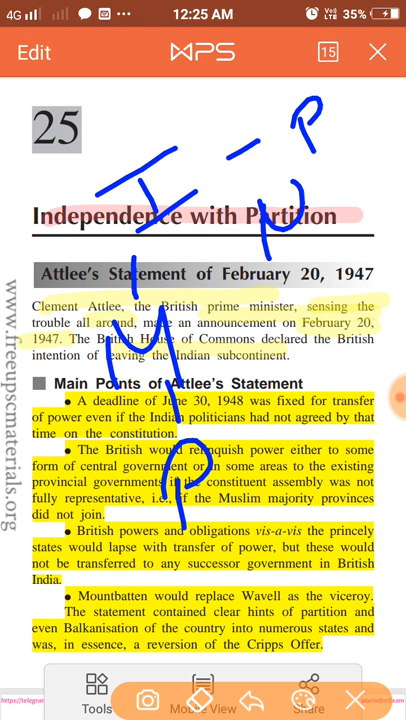 4G 12:25 AM 35%
Edit WPS 15
25
I - P
Independence with Partition
Attlee's Statement of February 20, 1947
Clement Attlee, the British prime minister, sensing the
trouble all around, made an announcement on February 20,
1947. The British House of Commons declared the British
intention of leaving the Indian subcontinent.
Main Points of Attlee's Statement
• A deadline of June 30, 1948 was fixed for transfer
of power even if the Indian politicians had not agreed by that
time on the constitution.
• The British would relinquish power either to some
form of central government or in some areas to the existing
provincial governments if the constituent assembly was not
fully representative, i.e., if the Muslim majority provinces
did not join.
• British powers and obligations vis-a-vis the princely
states would lapse with transfer of power, but these would
not be transferred to any successor government in British
India.
• Mountbatten would replace Wavell as the viceroy.
The statement contained clear hints of partition and
even Balkanisation of the country into numerous states and
was, in essence, a reversion of the Cripps Offer.
www.freeupscmaterials.org
Tools Mobile View Share